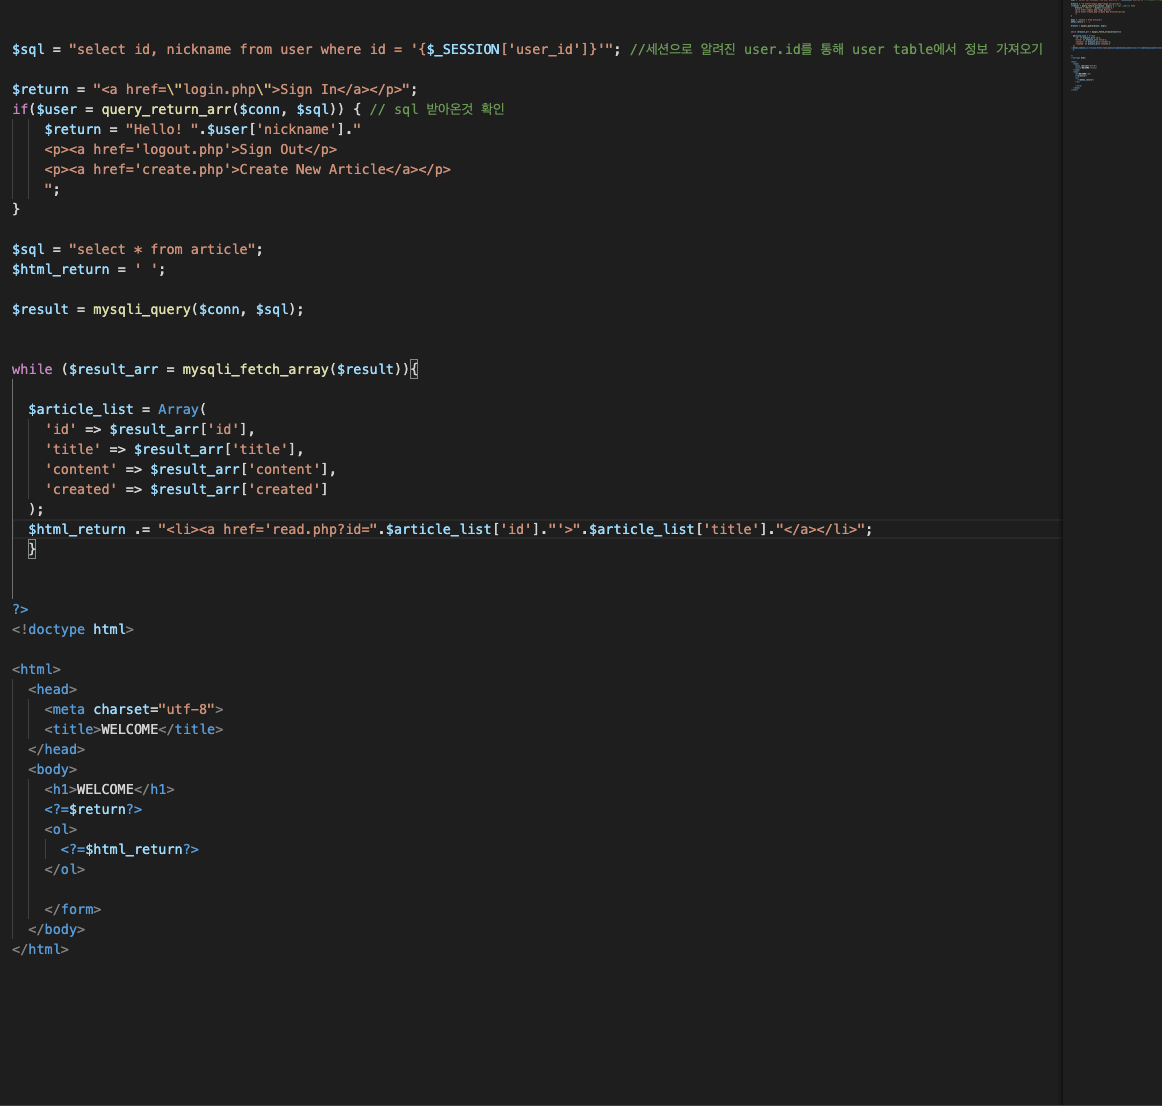 $sql = "select id, nickname from user where id = '{$_SESSION['user_id']}'"; //세션으로 알려진 user.id를 통해 user table에서 정보 가져오기
$return = "<a href=\"login.php\">Sign In</a></p>";
if($user = query_return_arr($conn, $sql)) { // sql 받아온것 확인
$return = "Hello! ".$user['nickname']."
<p><a href='logout.php'>Sign Out</p>
<p><a href='create.php'>Create New Article</a></p>
";
}
$sql = "select * from article";
$html_return = ' ';
$result = mysqli_query($conn, $sql);
while ($result_arr = mysqli_fetch_array($result)){
$article_list = Array(
'id' => $result_arr['id'],
'title' => $result_arr['title'],
'content' => $result_arr['content'],
'created' => $result_arr['created']
);
$html_return .= "<li><a href='read.php?id=".$article_list['id']."'>".$article_list['title']."</a></li>";
}
?>
<!doctype html>
<html>
<head>
<meta charset="utf-8">
<title>WELCOME</title>
</head>
<body>
<h1>WELCOME</h1>
<?=$return?>
<ol>
<?=$html_return?>
</ol>
</form>
</body>
</html>